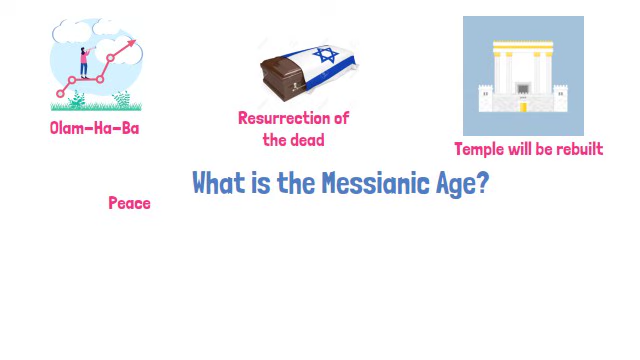 Olam-Ha-Ba
Resurrection of
the dead
Temple will be rebuilt
What is the Messianic Age?
Peace